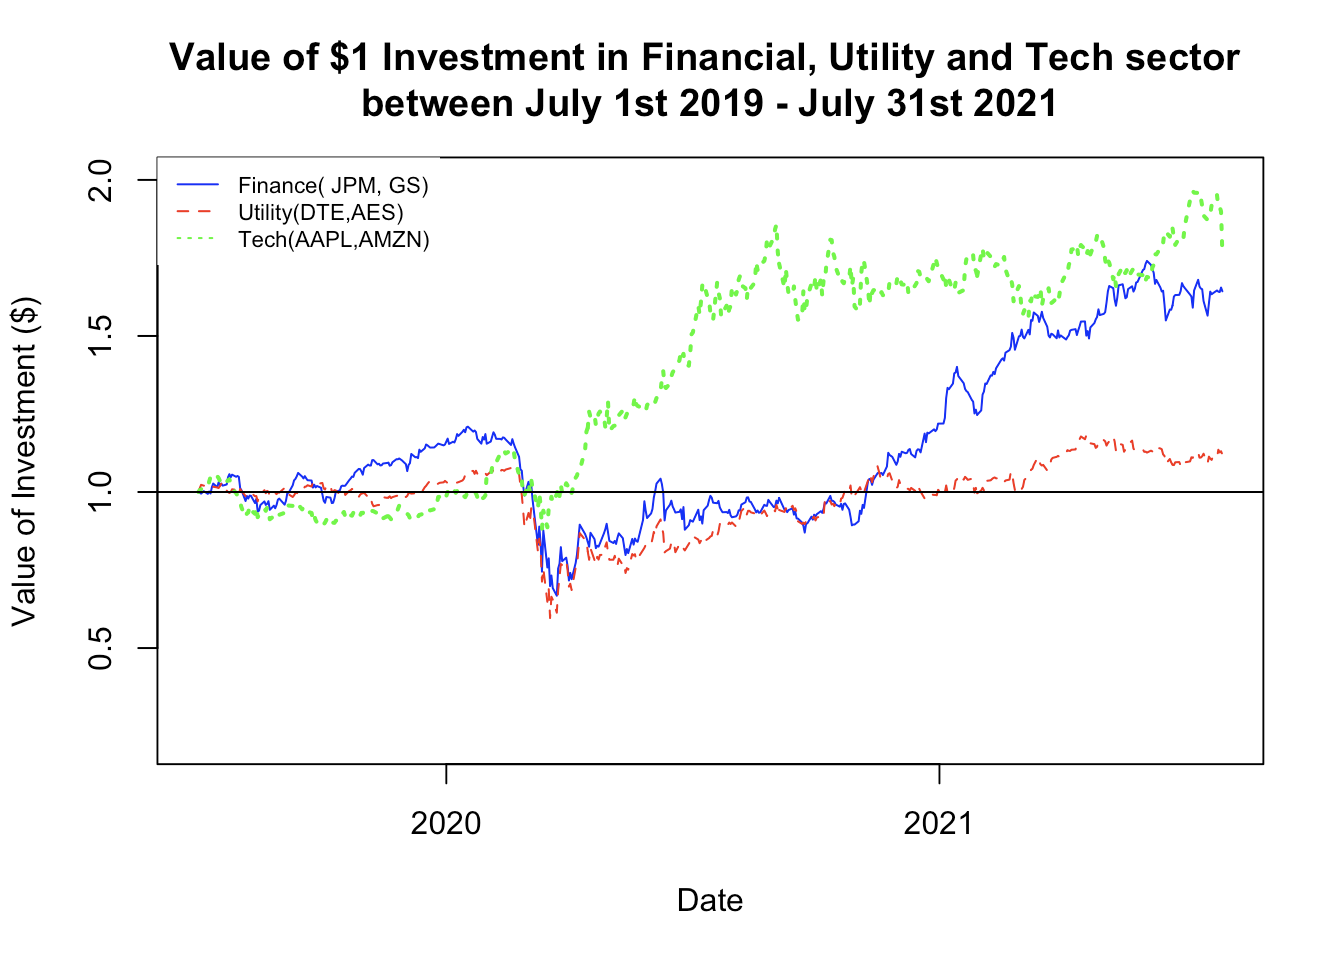 Value of $1 Investment in Financial, Utility and Tech sector
between July 1st 2019 - July 31st 2021
Finance( JPM, GS)
Utility(DTE,AES)
Tech(AAPL,AMZN)
Value of Investment ($)
2.0
1.5
1.0
0.5
2020
2021
Date